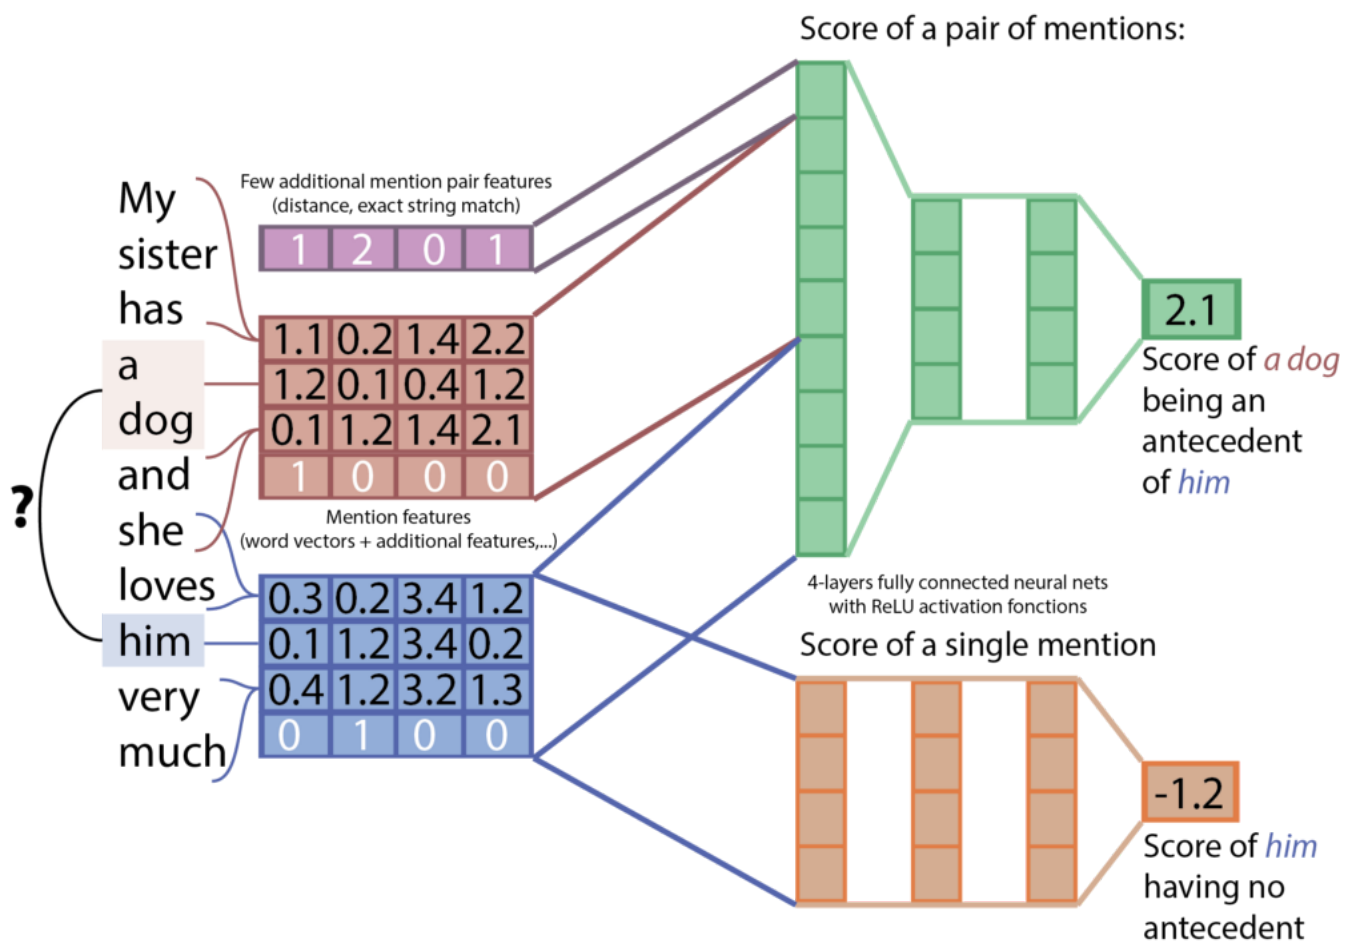 Score of a pair of mentions:
Few additional mention pair features
(distance, exact string match)
1 2 0 1
My
sister
has
a
dog
and
she
loves
him
very
much
?
1.1 0.2 1.4 2.2
1.2 0.1 0.4 1.2
0.1 1.2 1.4 2.1
1 0 0 0
Mention features
(word vectors + additional features,...)
0.3 0.2 3.4 1.2
0.1 1.2 3.4 0.2
0.4 1.2 3.2 1.3
0 1 0 0
2.1
Score of a dog
being an
antecedent
of him
4-layers fully connected neural nets
with ReLU activation fonctions
Score of a single mention
-1.2
Score of him
having no
antecedent